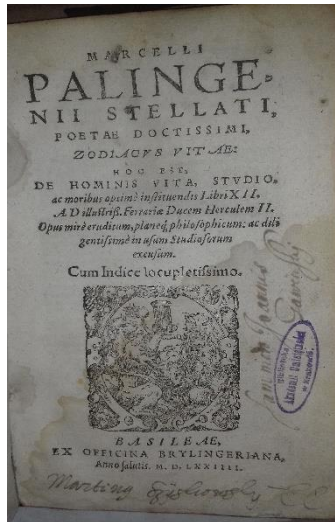 MARCELLI
PALINGE-
NII STELLATI,
POETAE DOCTISSIMI,
ZODIACVS VITAE:
HOC EST,
DE HOMINIS VITA, STVDIO,
ac moribus optimè instituendis Libri XII.
AD illustriß. Ferrariæ Ducem Herculem II.
Opus mirè eruditum, planeq́; philosophicum: ac dili
gentißimè in usum Studiosorum
excusum.
Cum Indice locupletissimo.
BASILEAE,
EX OFFICINA BRYLINGERIANA,
Anno salutis. M. D. LXXIIII.
Martinus